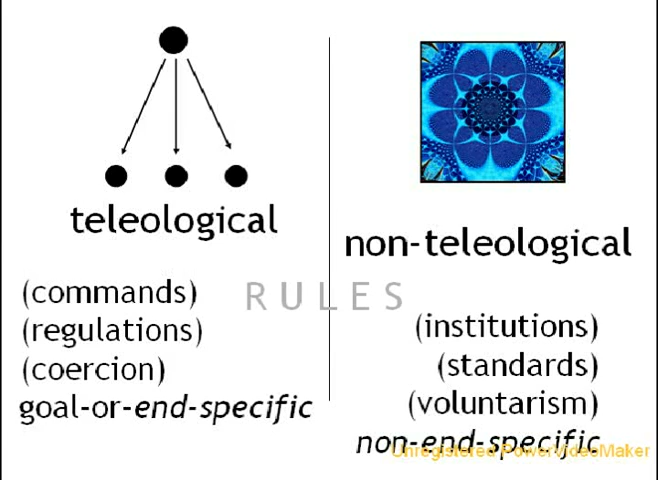 teleological
(commands)
(regulations)
(coercion)
goal-or-end-specific
RULES
non-teleological
(institutions)
(standards)
(voluntarism)
non-end-specific
Unregistered PowerVideoMaker